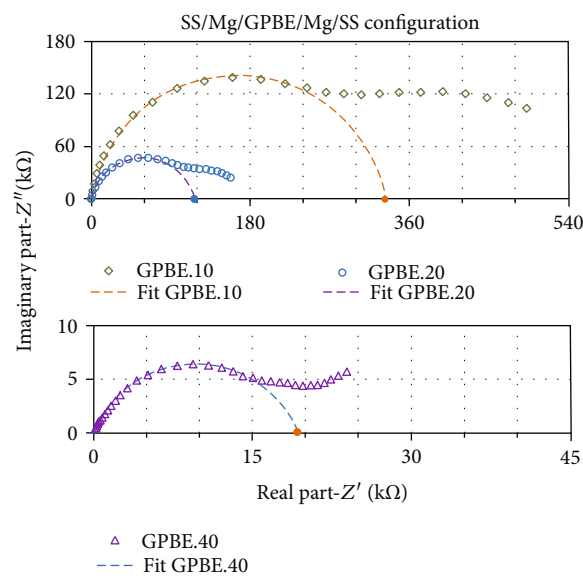 SS/Mg/GPBE/Mg/SS configuration
180
120
60
0
0 180 360 540
GPBE.10 GPBE.20
Fit GPBE.10 Fit GPBE.20
Imaginary part-Z″(kΩ)
10
5
0
0 15 30 45
Real part-Z′ (kΩ)
GPBE.40
Fit GPBE.40